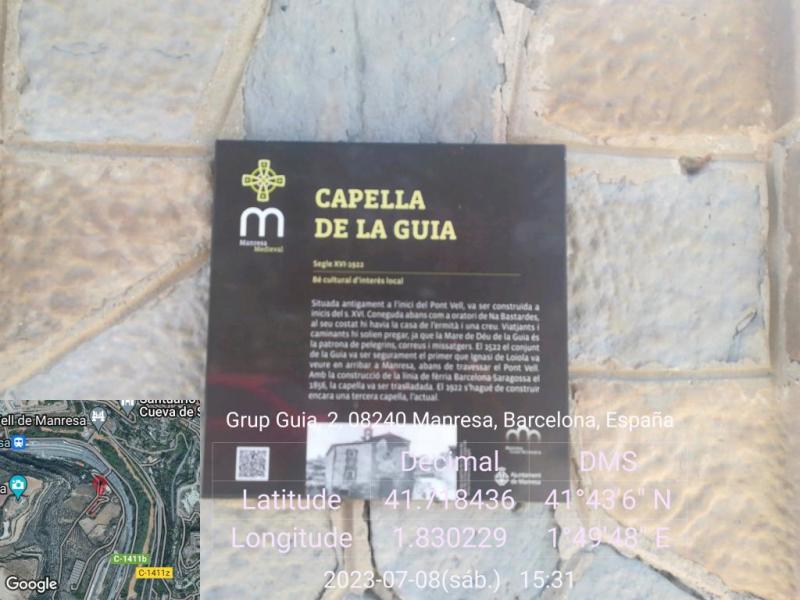 CAPELLA
DE LA GUIA
m
Manresa
Medieval
Segle XVI-1922
Bé cultural d'interès local
Situada antigament a l'inici del Pont Vell, va ser construïda a
inicis del s. XVI. Coneguda abans com a oratori de Na Bastardes,
al seu costat hi havia la casa de l'ermità i una creu. Viatjants i
caminants hi solien pregar, ja que la Mare de Déu de la Guia és
la patrona de pelegrins, correus i missatgers. El 1522 el conjunt
de la Guia va ser segurament el primer que Ignasi de Loiola va
veure en arribar a Manresa, abans de travessar el Pont Vell.
Amb la construcció de la línia de fèrria Barcelona-Saragossa el
la capella va ser traslladada. El 1922 s'hagué de construir
encara una tercera capella, l'actual.
Ajuntament
de Manresa
Grup Guia, 2, 08240 Manresa, Barcelona, España
Decimal DMS
Latitude 41.718436 41°43'6" N
Longitude 1.830229 1°49'48" E
2023-07-08(sáb.) 15:31
ell de Manresa
Santuario
Cueva de S
sa
a
C-1411b
C-1411z
Google